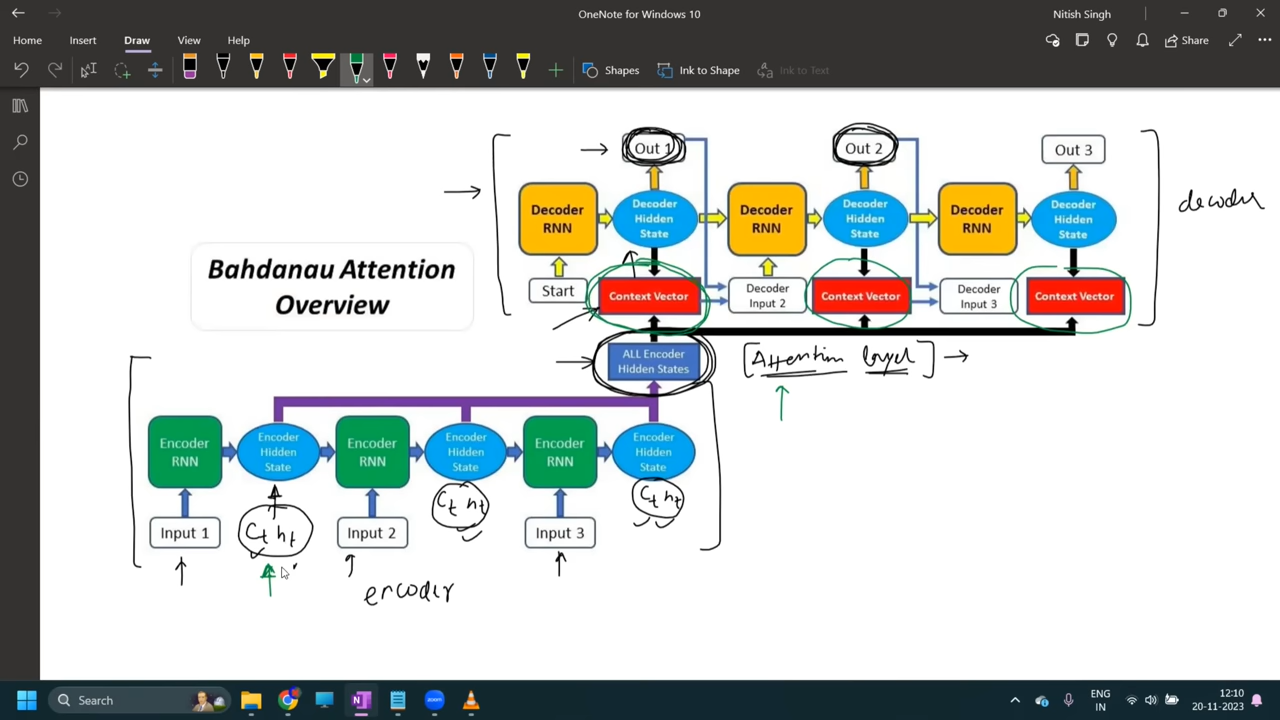 OneNote for Windows 10
Nitish Singh
Home Insert Draw View Help
Share
Shapes
Ink to Shape
Ink to Text
Out 1
Out 2
Out 3
Decoder RNN
Decoder Hidden State
Decoder RNN
Decoder Hidden State
Decoder RNN
Decoder Hidden State
decoder
Start
Context Vector
Decoder Input 2
Context Vector
Decoder Input 3
Context Vector
Bahdanau Attention
Overview
ALL Encoder
Hidden States
[Attention layer]
Encoder RNN
Encoder Hidden State
Encoder RNN
Encoder Hidden State
Encoder RNN
Encoder Hidden State
Ct ht
Ct ht
Input 1
Ct ht
Input 2
Input 3
encoder
Search
ENG
IN
12:10
20-11-2023